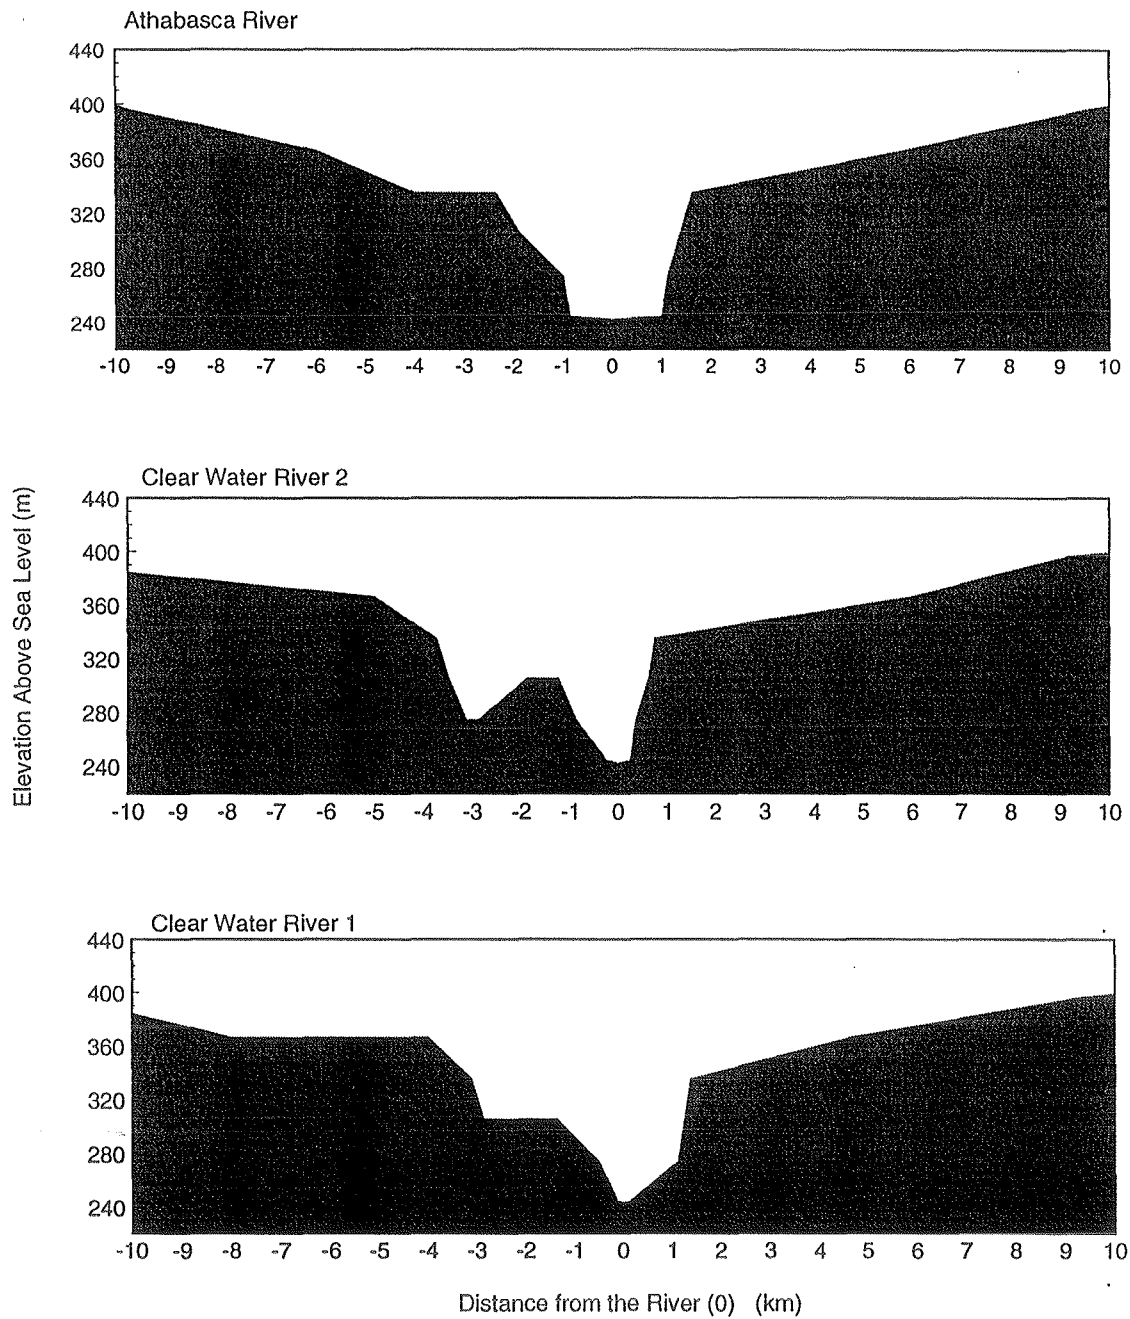 Athabasca River
440
400
360
320
280
240
-10 -9 -8 -7 -6 -5 -4 -3 -2 -1 0 1 2 3 4 5 6 7 8 9 10
Clear Water River 2
440
400
360
320
280
240
-10 -9 -8 -7 -6 -5 -4 -3 -2 -1 0 1 2 3 4 5 6 7 8 9 10
Elevation Above Sea Level (m)
Clear Water River 1
440
400
360
320
280
240
-10 -9 -8 -7 -6 -5 -4 -3 -2 -1 0 1 2 3 4 5 6 7 8 9 10
Distance from the River (0) (km)